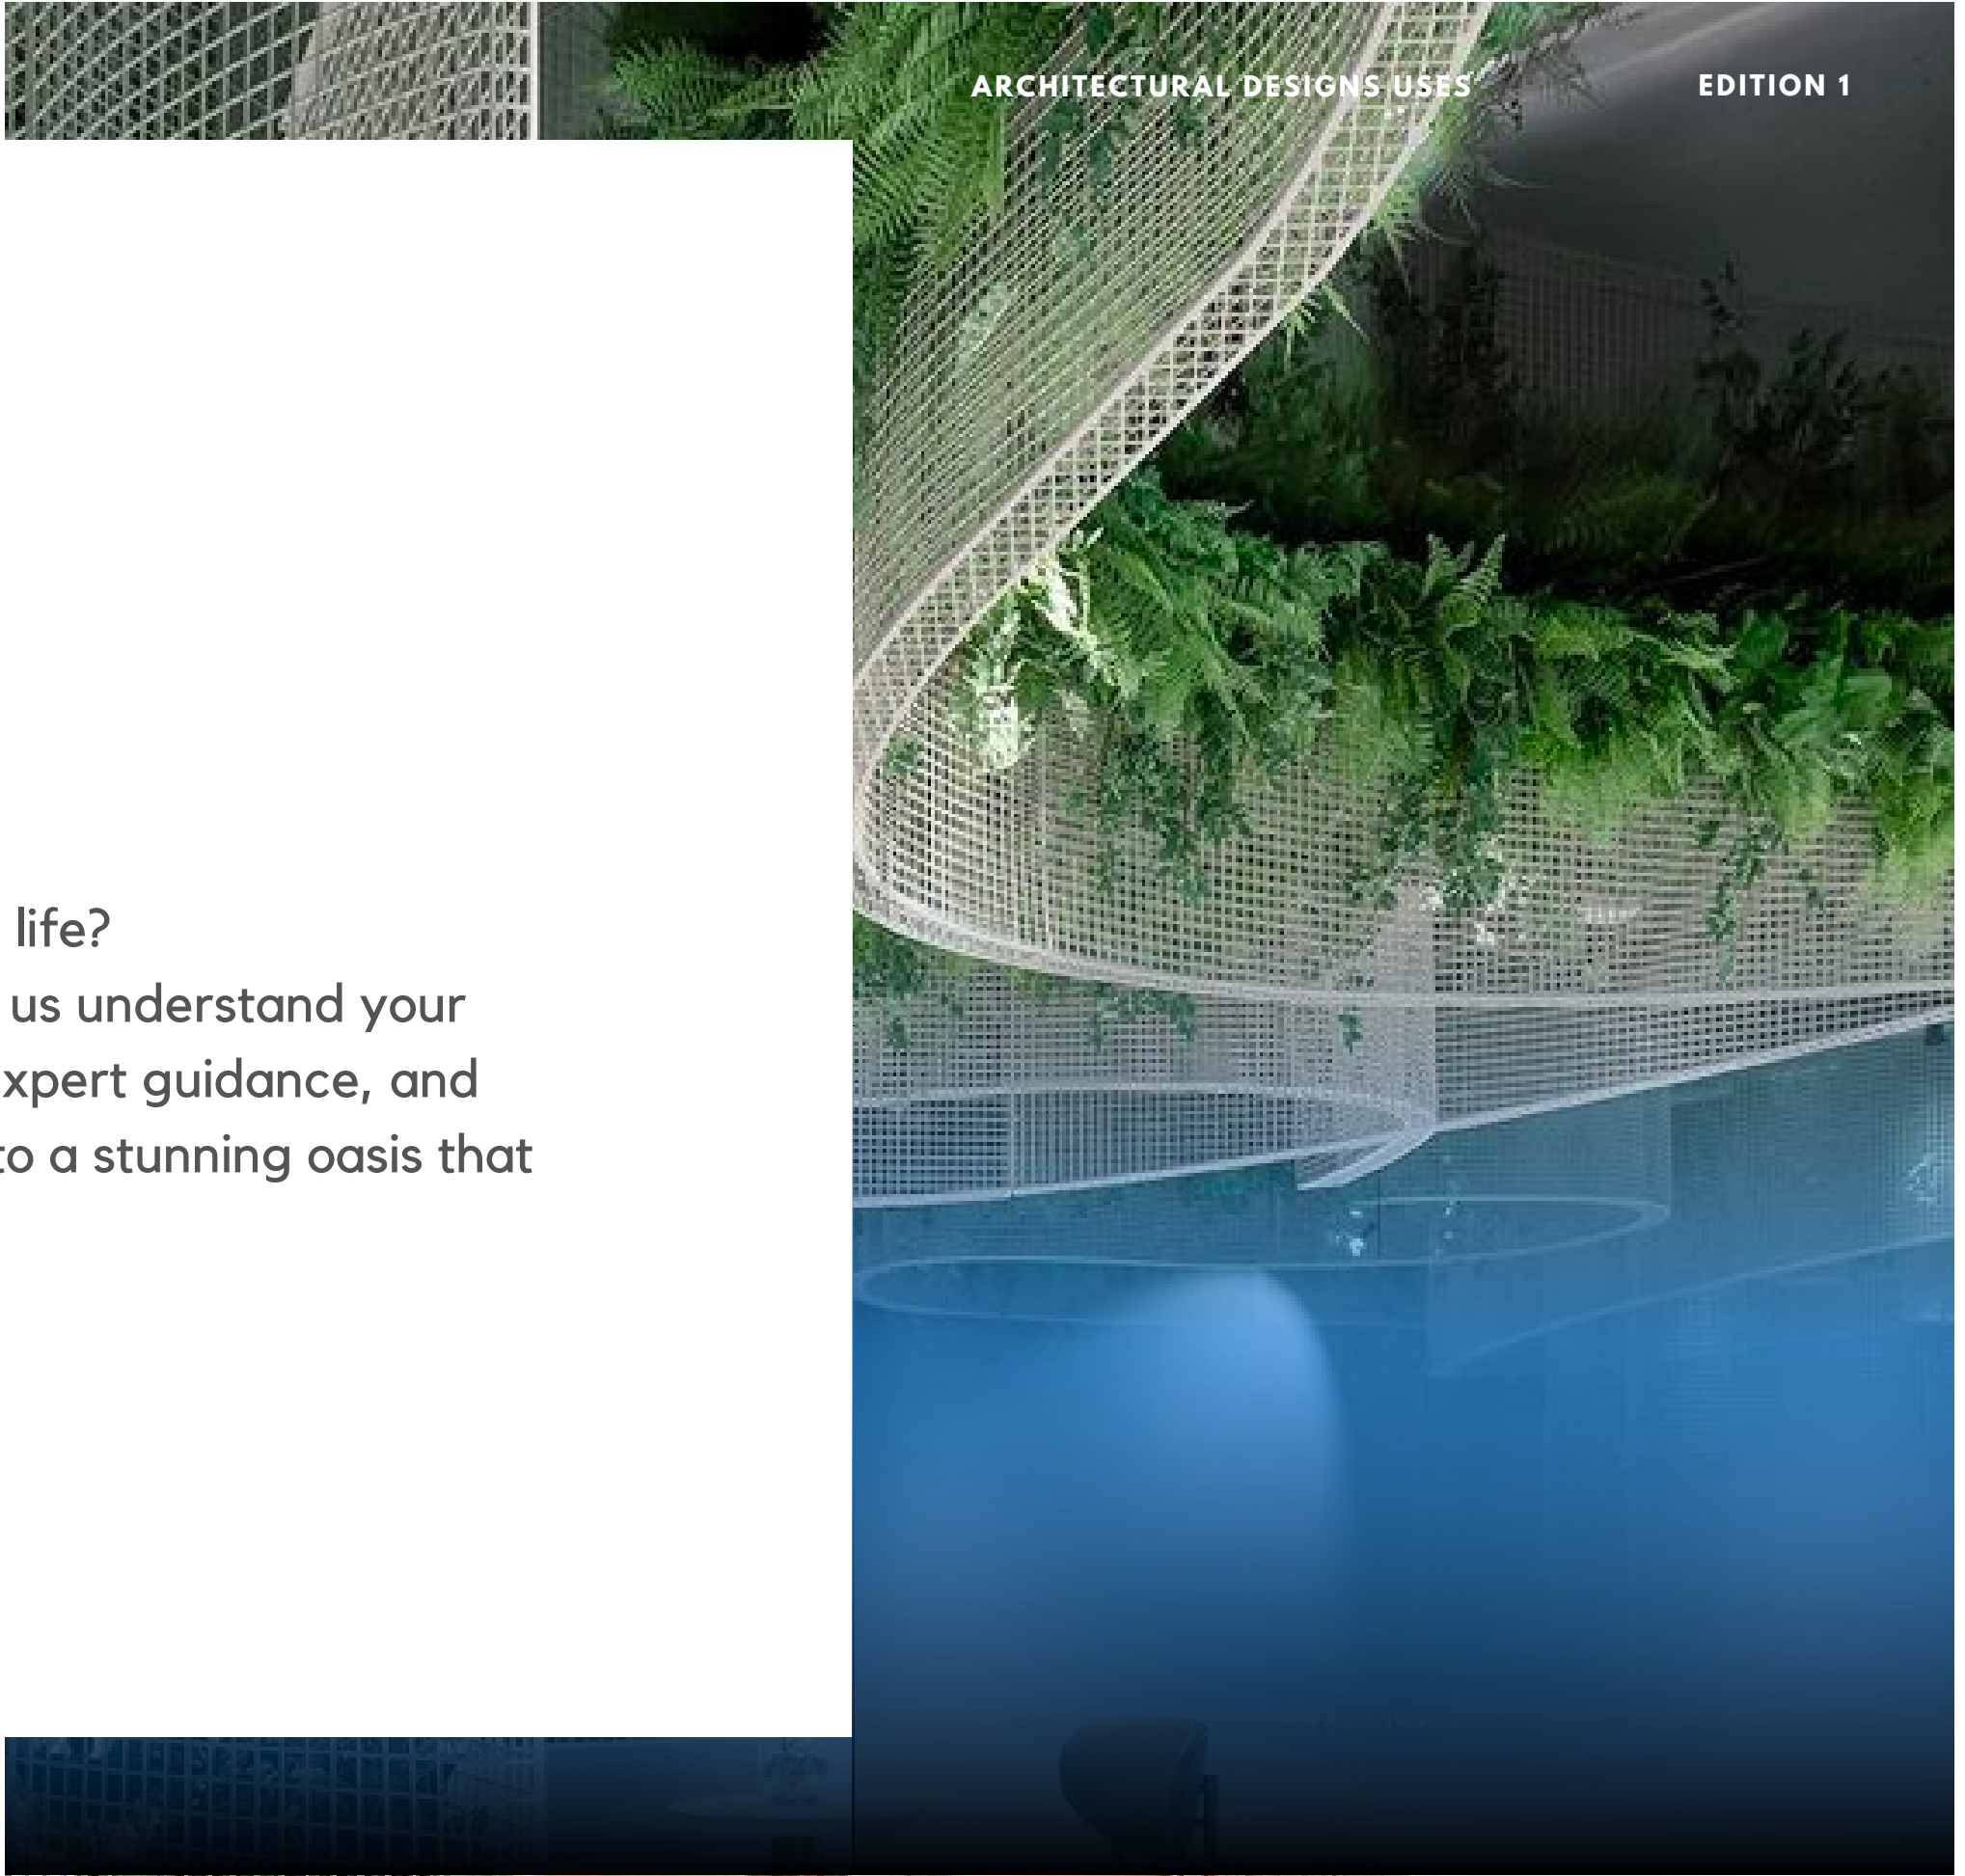 ARCHITECTURAL DESIGNS USES
EDITION 1
life?
us understand your
xpert guidance, and
to a stunning oasis that